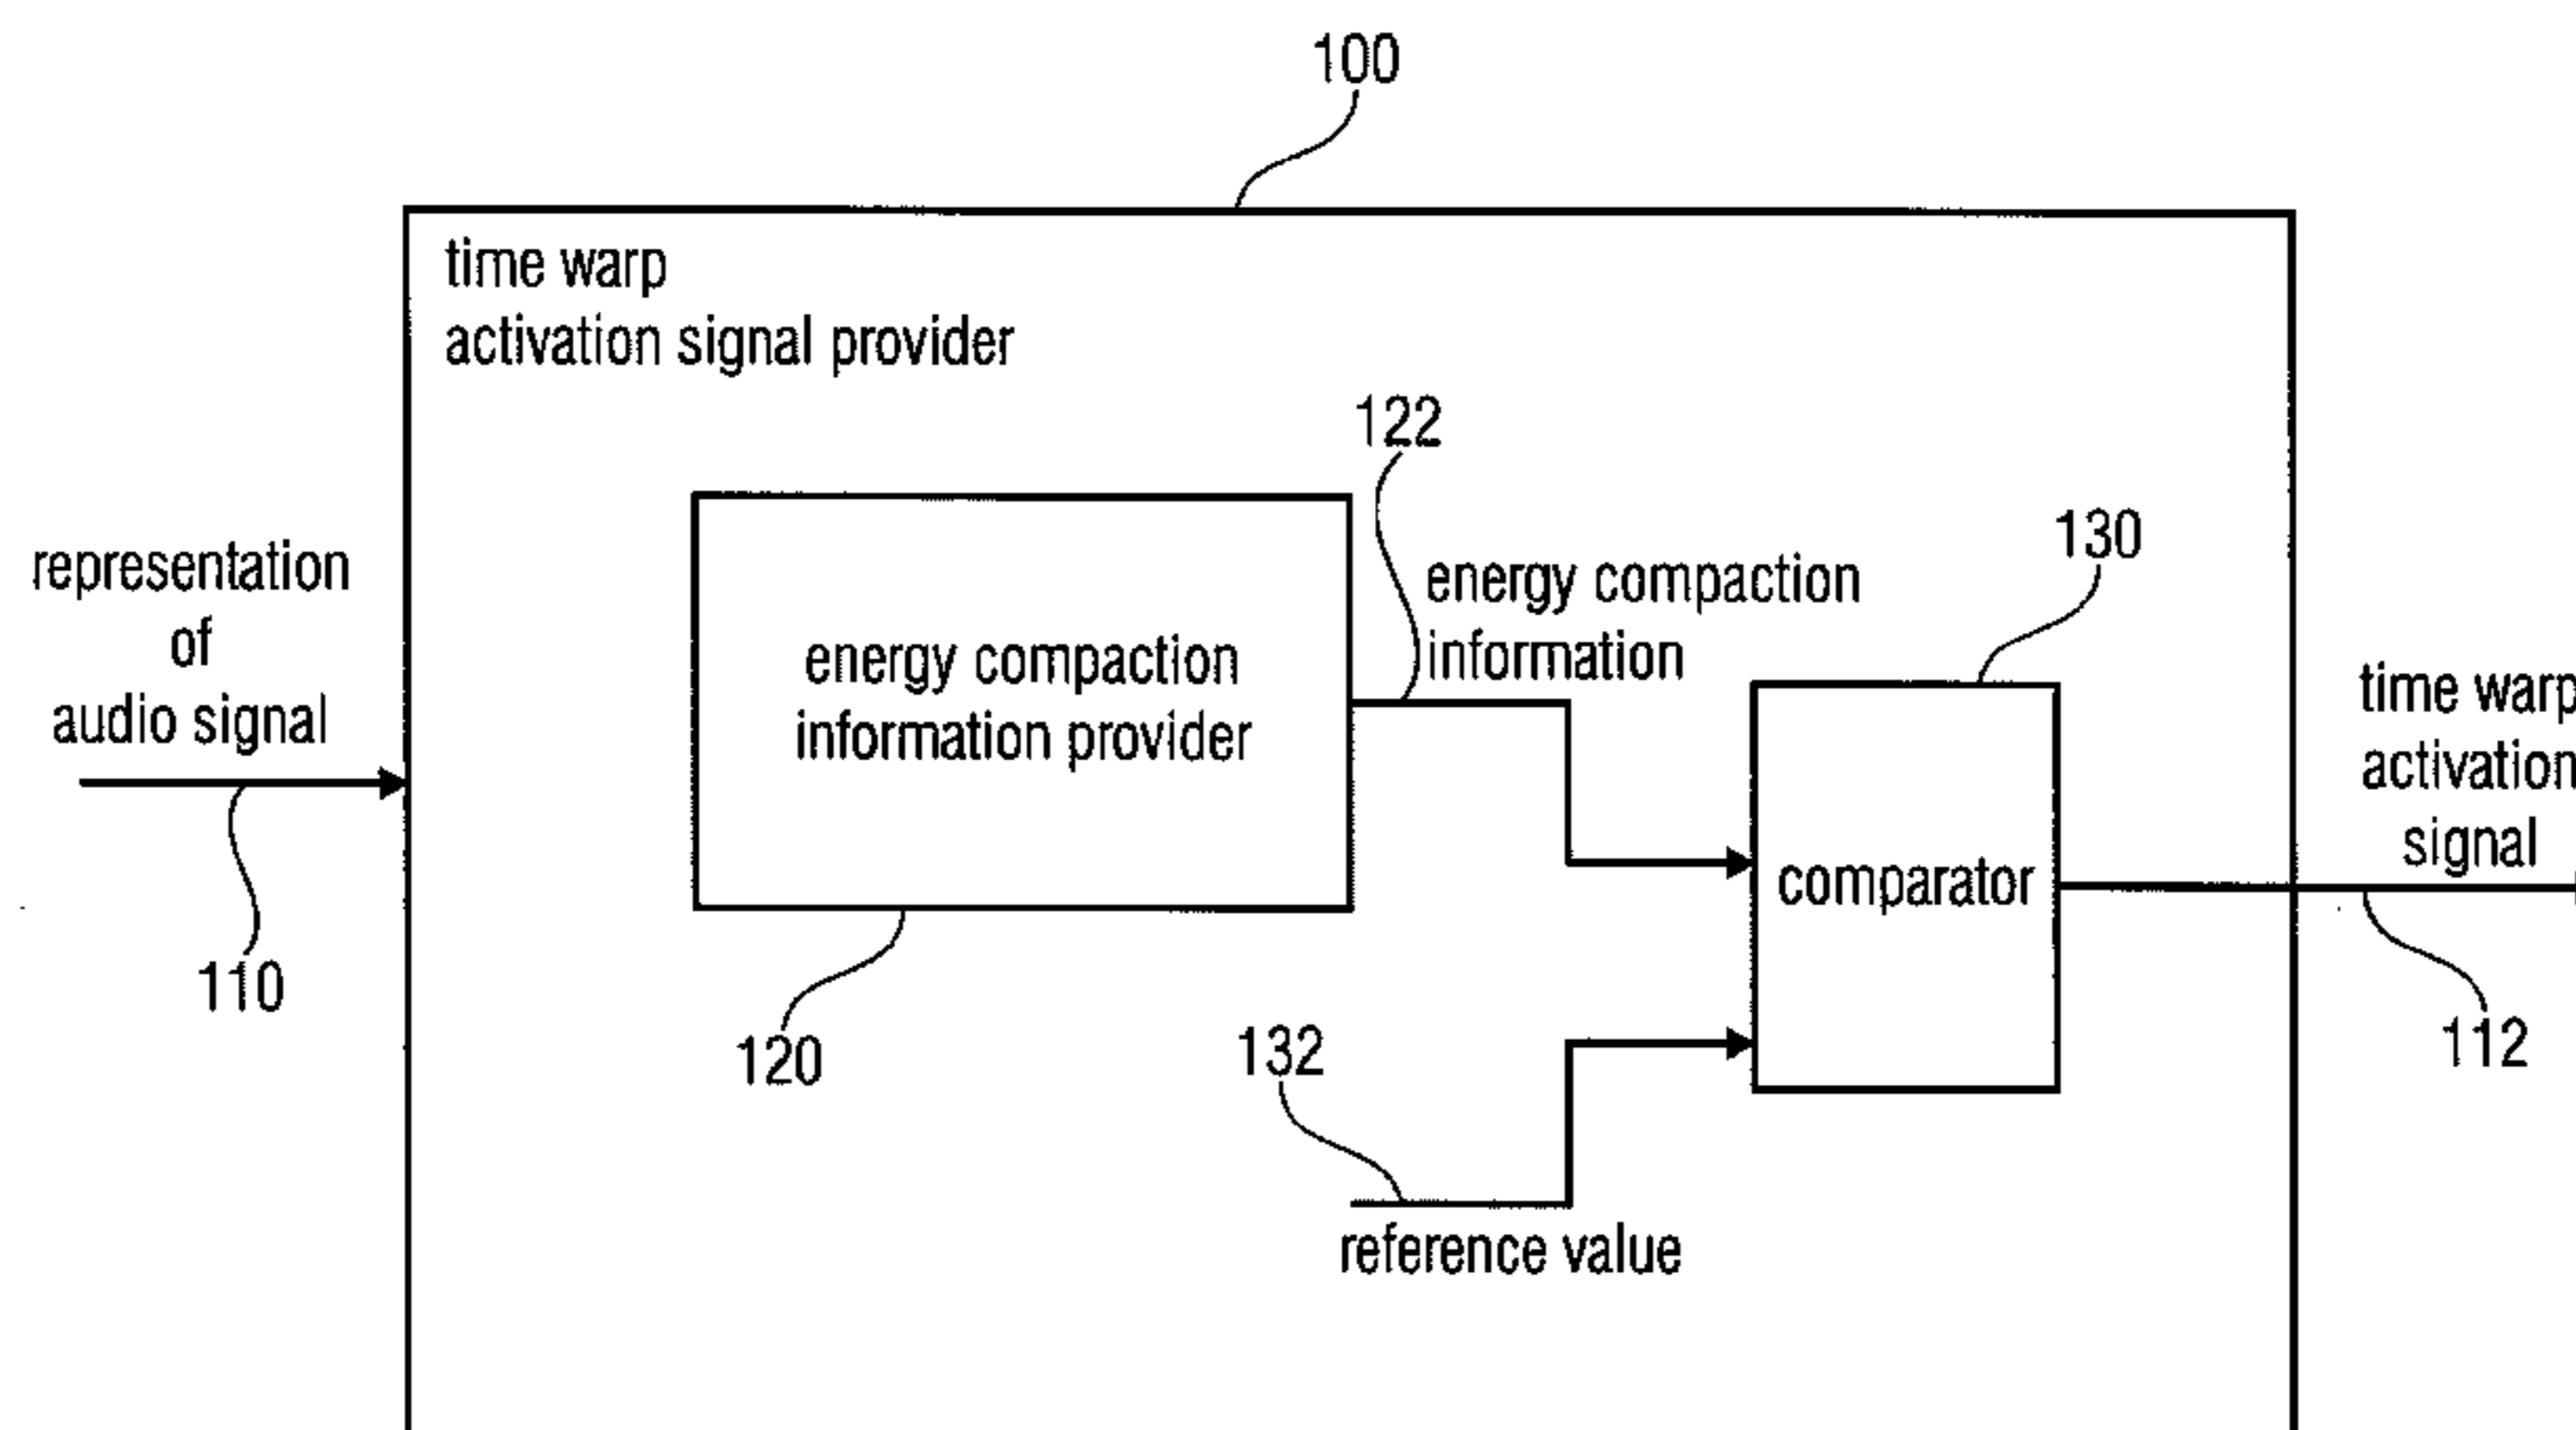 100
time warp
activation signal provider
122
130
representation
of
audio signal
energy compaction
information
energy compaction
information provider
time warp
activation
signal
comparator
110
120
132
112
reference value